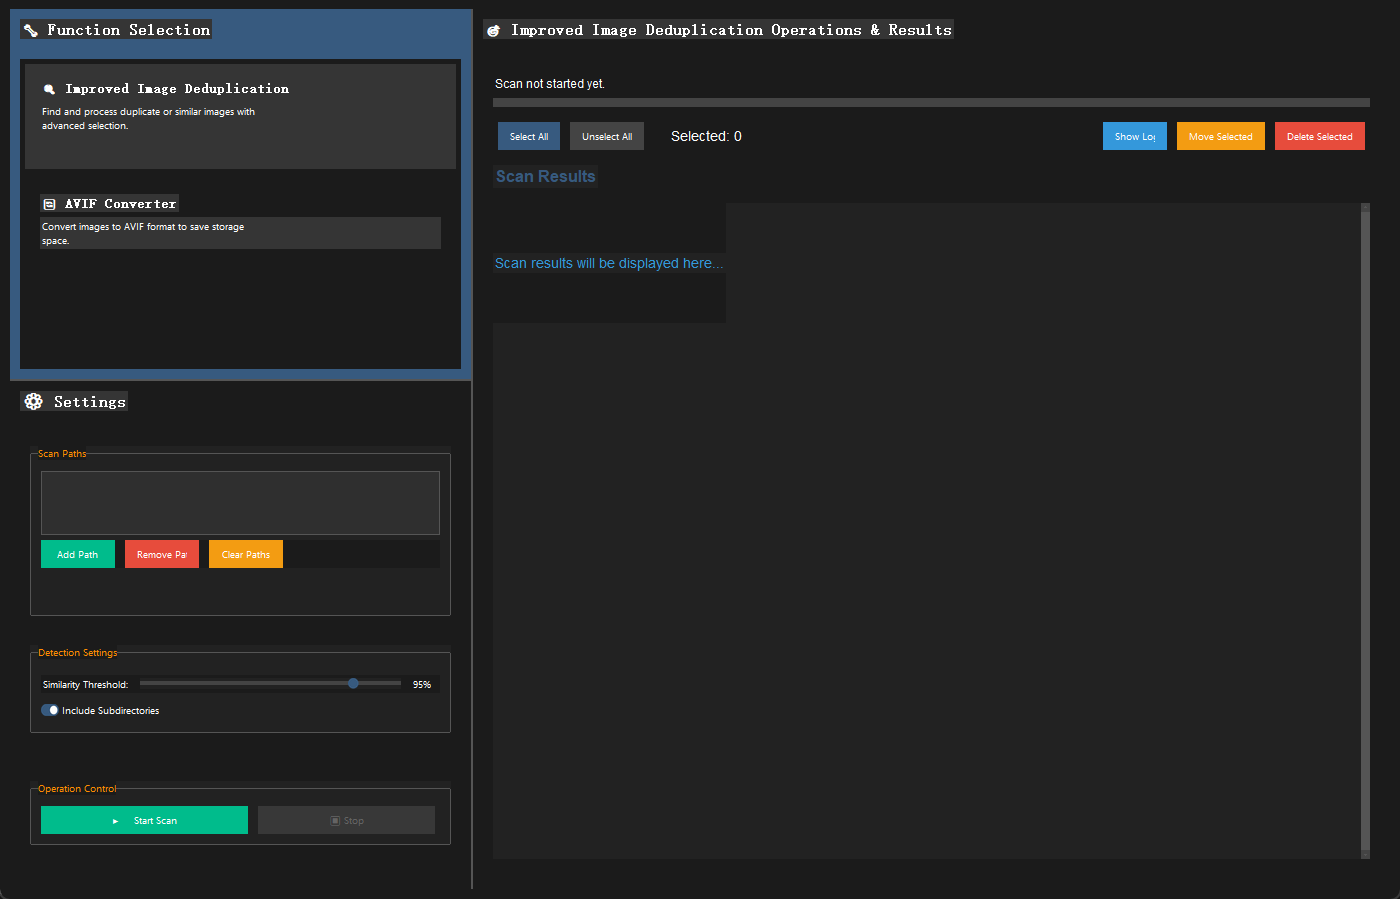 Function Selection
Improved Image Deduplication
Find and process duplicate or similar images with
advanced selection.
AVIF Converter
Convert images to AVIF format to save storage
space.
Settings
Scan Paths
Add Path
Remove Pat
Clear Paths
Detection Settings
Similarity Threshold:
95%
Include Subdirectories
Operation Control
Start Scan
Stop
Improved Image Deduplication Operations & Results
Scan not started yet.
Select All
Unselect All
Selected: 0
Show Log
Move Selected
Delete Selected
Scan Results
Scan results will be displayed here...